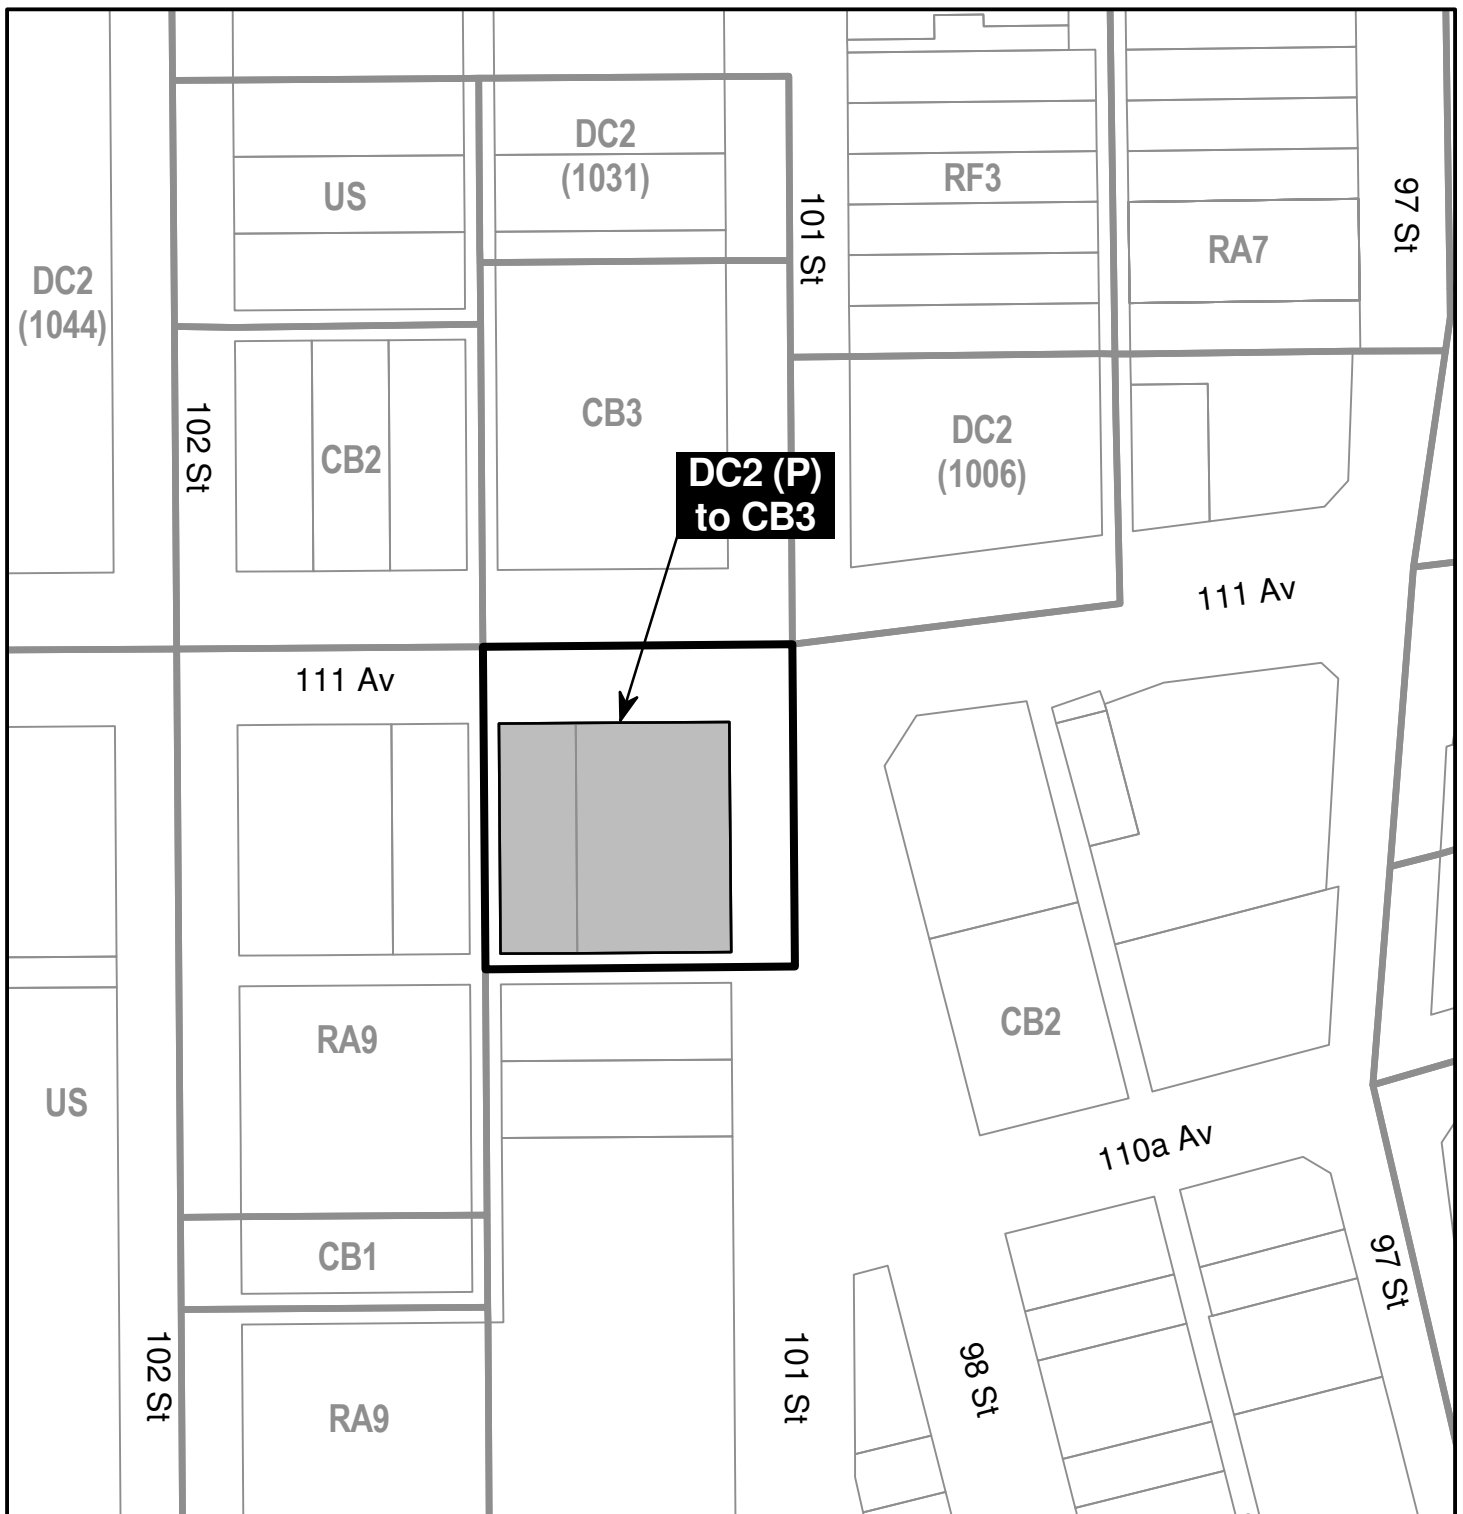 DC2
(1031)
US
RF3
101 St
97 St
RA7
DC2
(1044)
102 St
CB3
CB2
DC2
(1006)
DC2 (P)
to CB3
111 Av
111 Av
RA9
CB2
US
110a Av
CB1
97 St
102 St
101 St
98 St
RA9